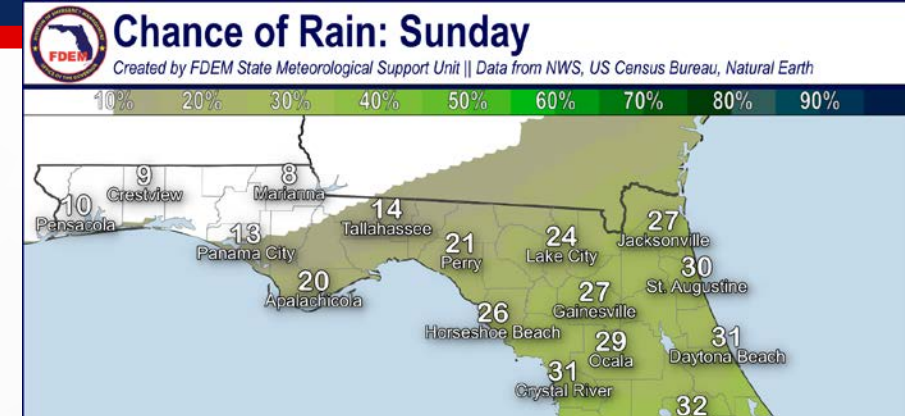 FDEM
Chance of Rain: Sunday
Created by FDEM State Meteorological Support Unit || Data from NWS, US Census Bureau, Natural Earth
10% 20% 30% 40% 50% 60% 70% 80% 90%
9
Crestview
8
Marianna
10
Pensacola
14
Tallahassee
13
Panama City
27
Jacksonville
21
Perry
24
Lake City
30
St. Augustine
20
Apalachicola
27
Gainesville
26
Horseshoe Beach
29
Ocala
31
Daytona Beach
31
Crystal River
32